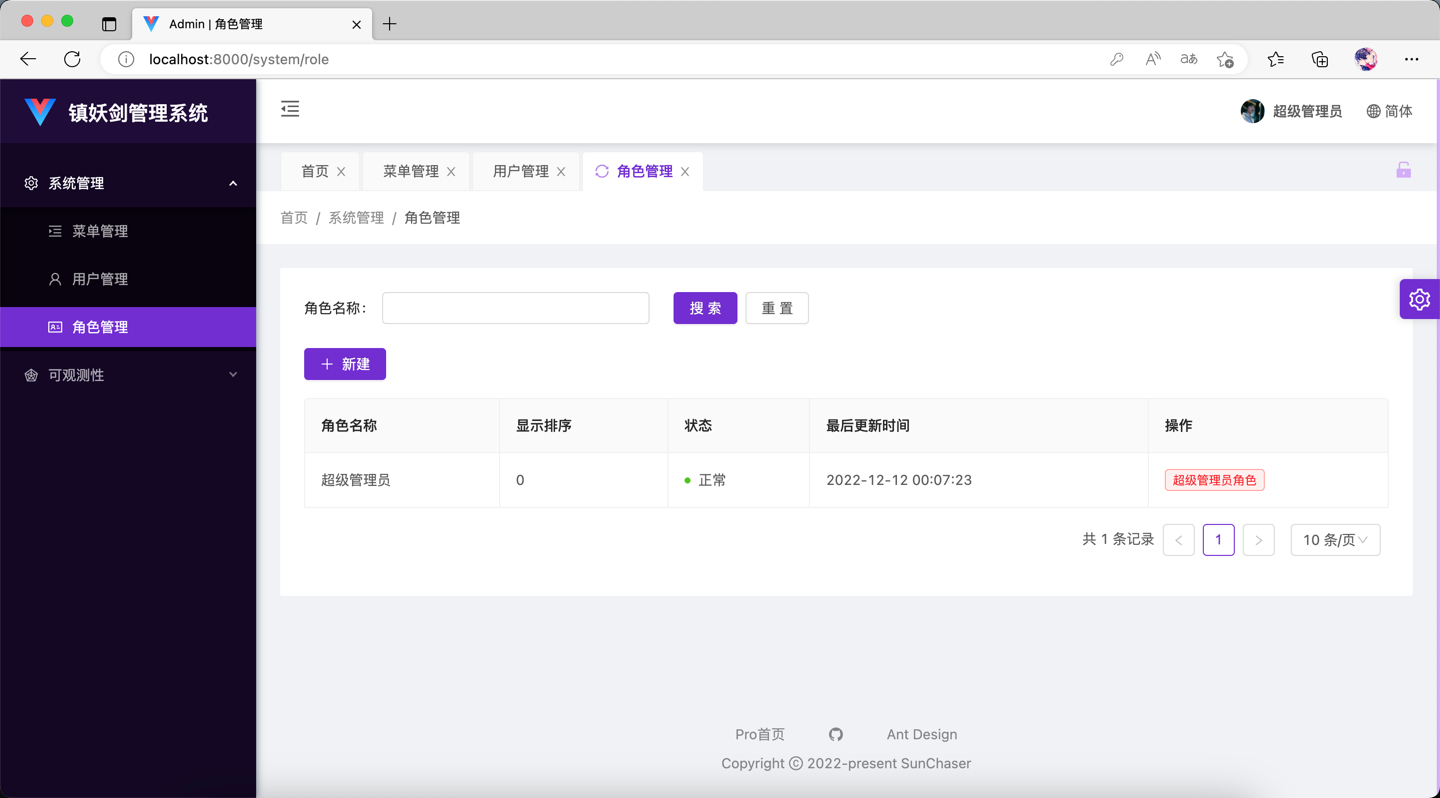 Admin | 角色管理
localhost:8000/system/role
镇妖剑管理系统
超级管理员
简体
系统管理
菜单管理
用户管理
角色管理
可观测性
首页
菜单管理
用户管理
角色管理
首页 / 系统管理 / 角色管理
角色名称：
搜 索
重 置
新建
角色名称 显示排序 状态 最后更新时间 操作
超级管理员 0 正常 2022-12-12 00:07:23 超级管理员角色
共 1 条记录 < 1 > 10 条/页
Pro首页 Ant Design
Copyright © 2022-present SunChaser